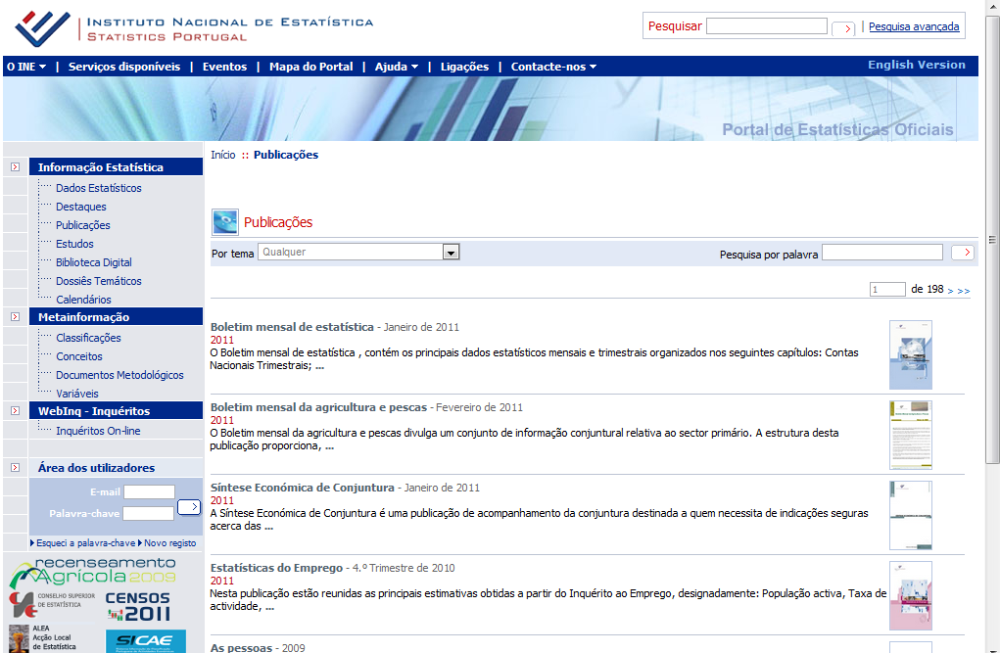 INSTITUTO NACIONAL DE ESTATÍSTICA
STATISTICS PORTUGAL
Pesquisar
Pesquisa avançada
O INE | Serviços disponíveis | Eventos | Mapa do Portal | Ajuda | Ligações | Contacte-nos
English Version
Portal de Estatísticas Oficiais
Início :: Publicações
Informação Estatística
Dados Estatísticos
Destaques
Publicações
Estudos
Biblioteca Digital
Dossiês Temáticos
Calendários
Metainformação
Classificações
Conceitos
Documentos Metodológicos
Variáveis
WebInq - Inquéritos
Inquéritos On-line
Área dos utilizadores
E-mail
Palavra-chave
Esqueci a palavra-chave Novo registo
recenseamento
Agrícola 2009
CONSELHO SUPERIOR
DE ESTATÍSTICA
CENSOS
2011
ALEA
Acção Local
de Estatística
SICAE
Publicações
Por tema Qualquer
Pesquisa por palavra
1 de 198 > >>
Boletim mensal de estatística - Janeiro de 2011
2011
O Boletim mensal de estatística , contém os principais dados estatísticos mensais e trimestrais organizados nos seguintes capítulos: Contas
Nacionais Trimestrais; ...
Boletim mensal da agricultura e pescas - Fevereiro de 2011
2011
O Boletim mensal da agricultura e pescas divulga um conjunto de informação conjuntural relativa ao sector primário. A estrutura desta
publicação proporciona, ...
Síntese Económica de Conjuntura - Janeiro de 2011
2011
A Síntese Económica de Conjuntura é uma publicação de acompanhamento da conjuntura destinada a quem necessita de indicações seguras
acerca das ...
Estatísticas do Emprego - 4.º Trimestre de 2010
2011
Nesta publicação estão reunidas as principais estimativas obtidas a partir do Inquérito ao Emprego, designadamente: População activa, Taxa de
actividade, ...
As pessoas - 2009